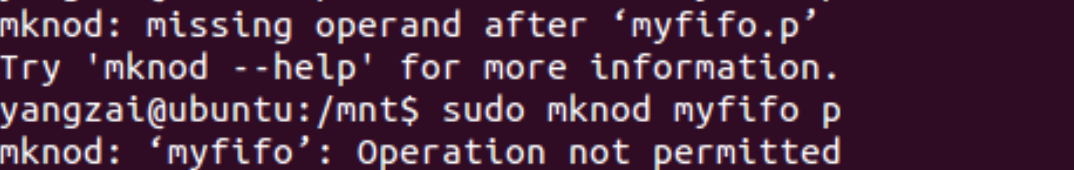 mknod: missing operand after ‘myfifo.p’
Try 'mknod --help' for more information.
yangzai@ubuntu:/mnt$ sudo mknod myfifo p
mknod: ‘myfifo’: Operation not permitted